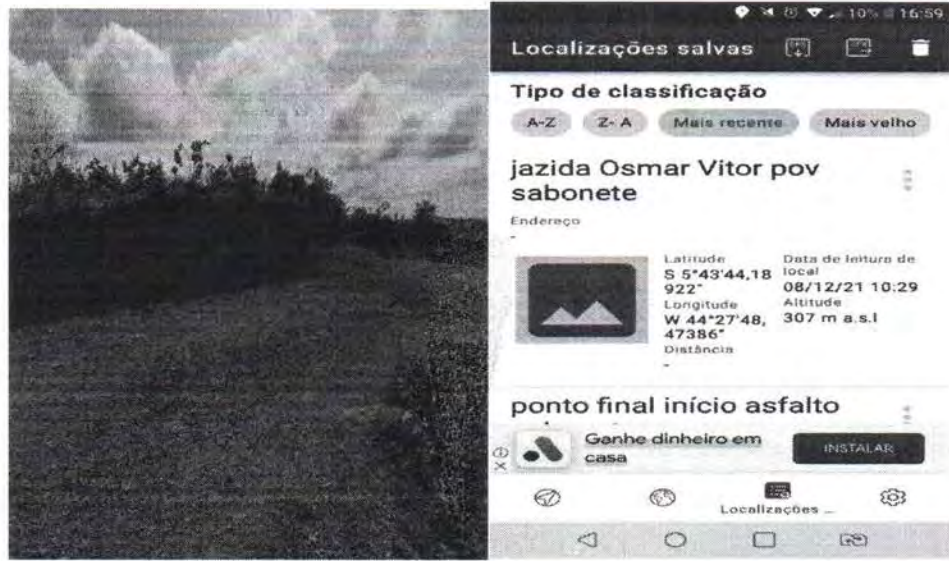 10% 16:59
Localizações salvas
Tipo de classificação
A-Z Z-A Mais recente Mais velho
jazida Osmar Vitor pov
sabonete
Endereço
-
Latitude
S 5°43'44,18
922"
Longitude
W 44°27'48,
47386"
Distância
-
Data de leitura de
local
08/12/21 10:29
Altitude
307 m a.s.l
ponto final início asfalto
Ganhe dinheiro em
casa
INSTALAR
Localizações ...